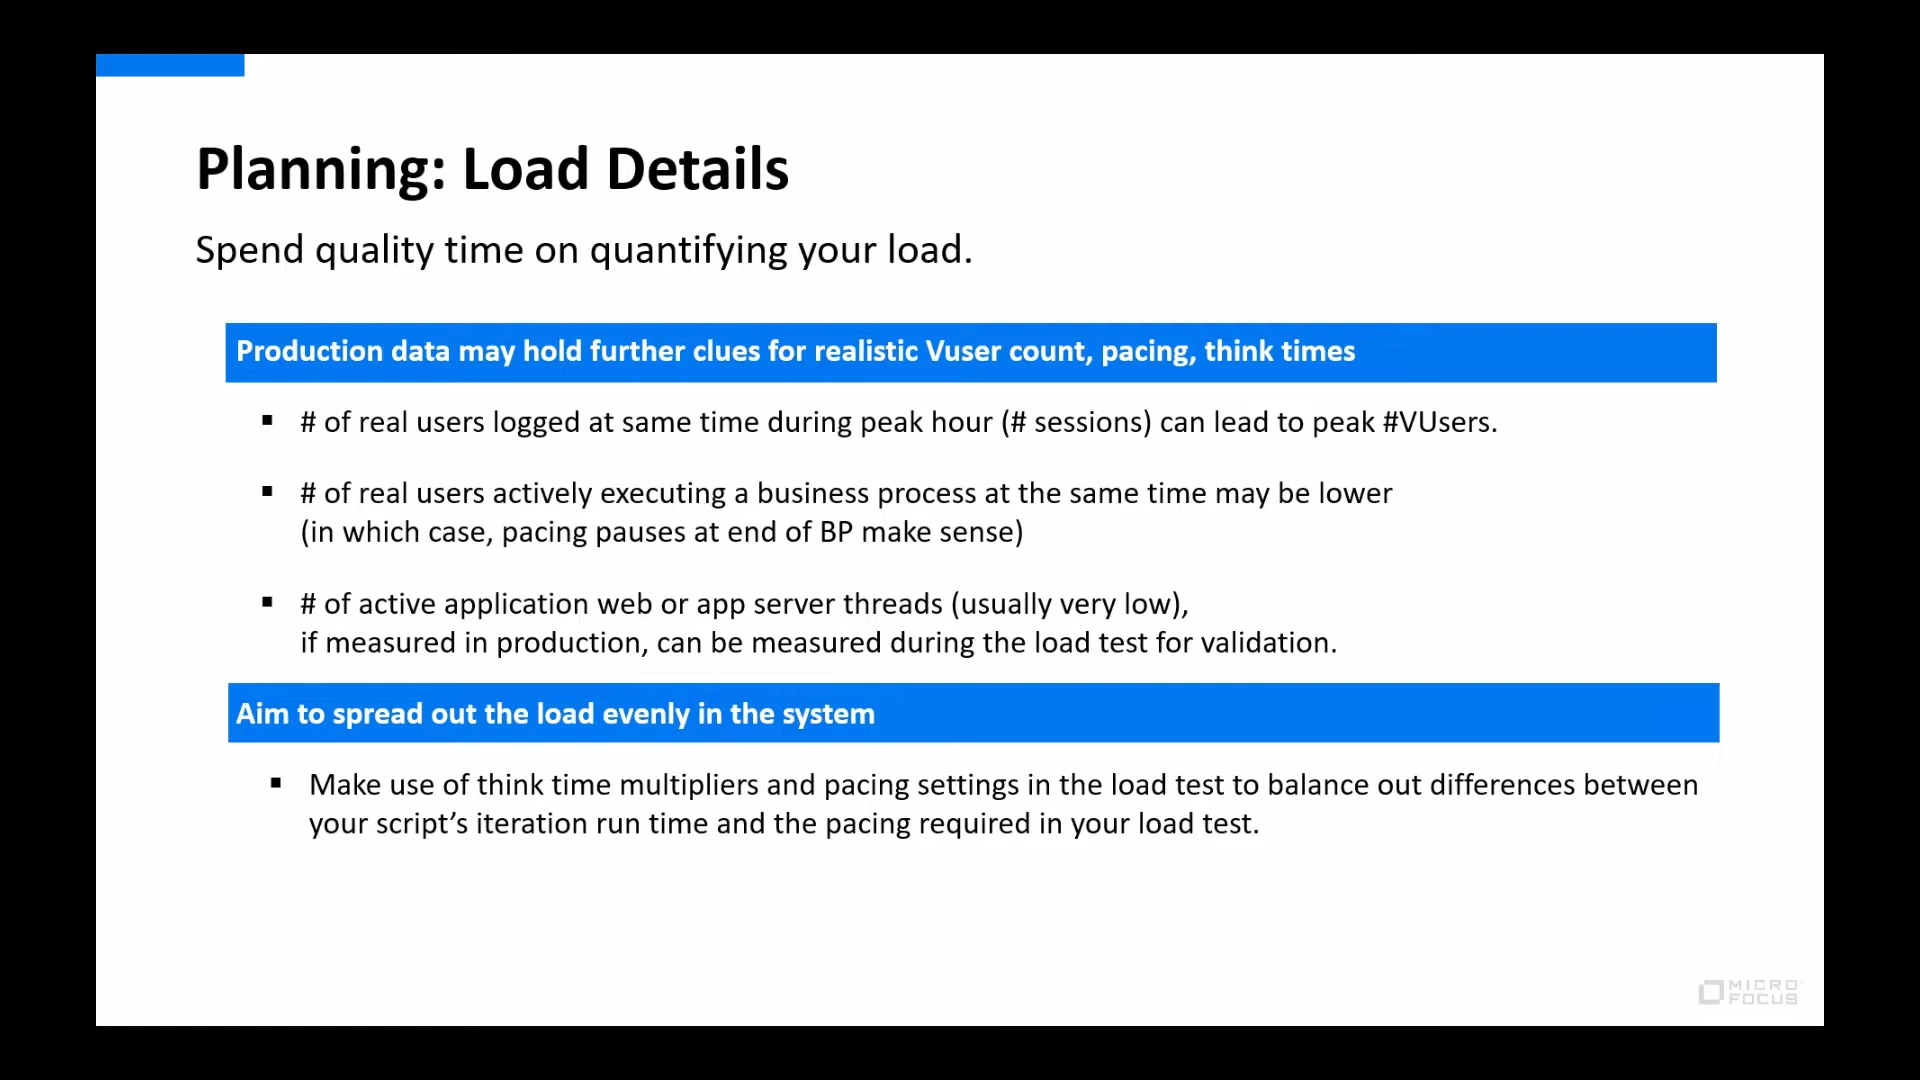 Planning: Load Details
Spend quality time on quantifying your load.
Production data may hold further clues for realistic Vuser count, pacing, think times
▪ # of real users logged at same time during peak hour (# sessions) can lead to peak #VUsers.
▪ # of real users actively executing a business process at the same time may be lower
(in which case, pacing pauses at end of BP make sense)
▪ # of active application web or app server threads (usually very low),
if measured in production, can be measured during the load test for validation.
Aim to spread out the load evenly in the system
▪ Make use of think time multipliers and pacing settings in the load test to balance out differences between
your script’s iteration run time and the pacing required in your load test.
MICRO
FOCUS